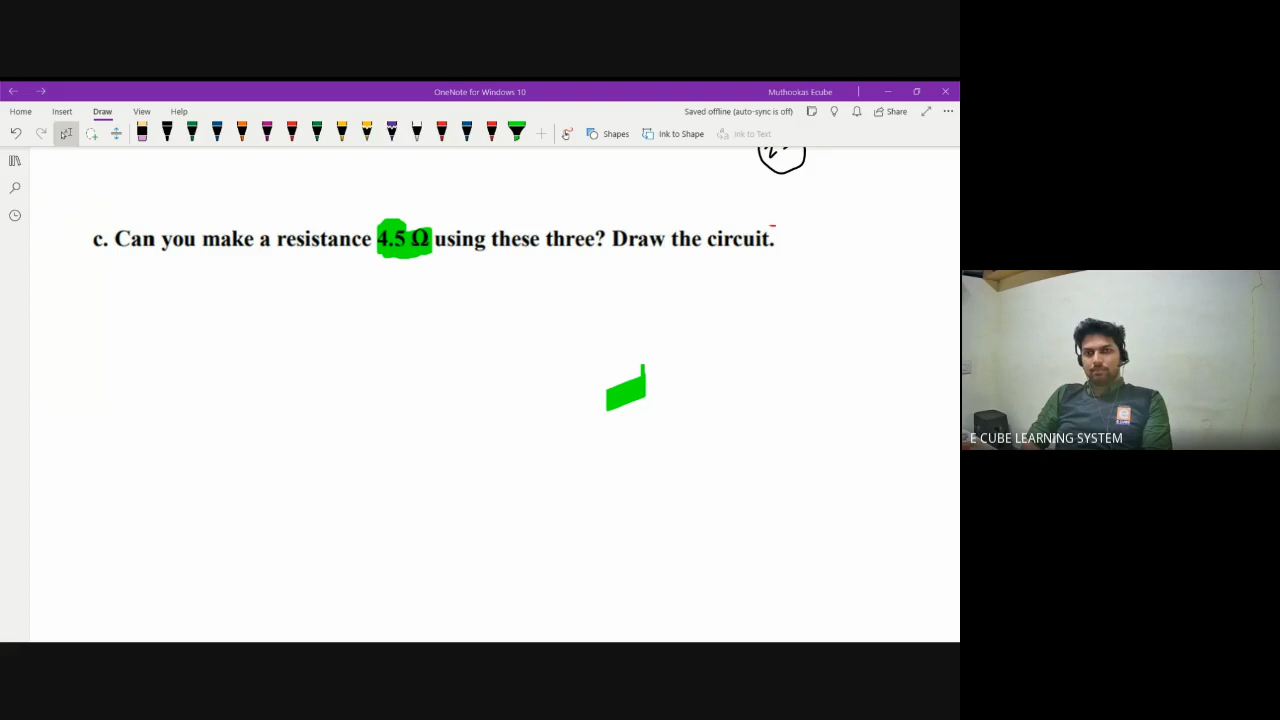 OneNote for Windows 10
Muthookas Ecube
Home Insert Draw View Help
Saved offline (auto-sync is off)
Share
Shapes
Ink to Shape
Ink to Text
c. Can you make a resistance 4.5 Ω using these three? Draw the circuit.
E CUBE LEARNING SYSTEM